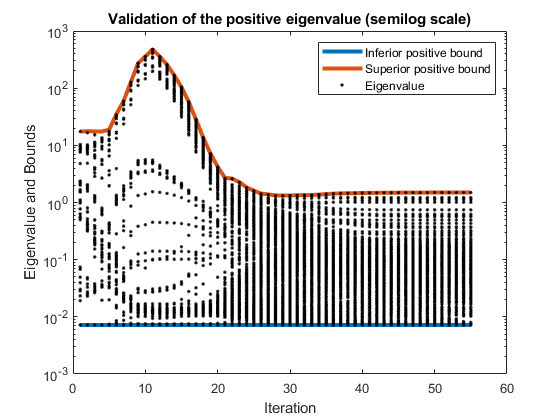 Validation of the positive eigenvalue (semilog scale)
10^3
10^2
10^1
10^0
10^-1
10^-2
10^-3
Eigenvalue and Bounds
Inferior positive bound
Superior positive bound
Eigenvalue
0 10 20 30 40 50 60
Iteration